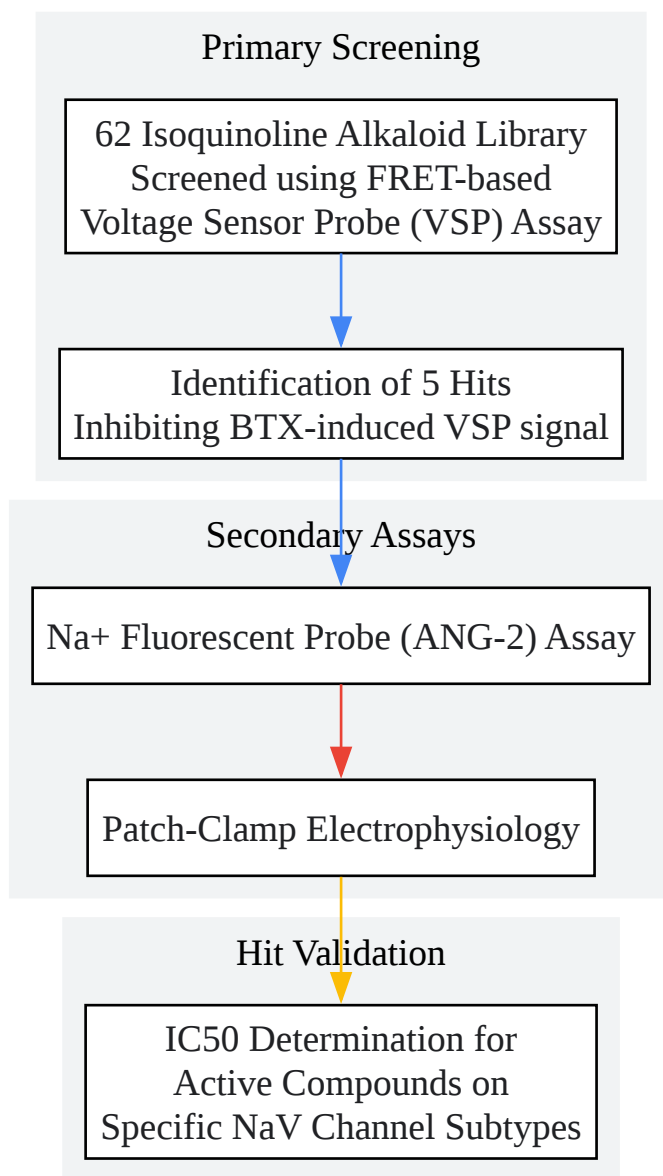 Primary Screening
62 Isoquinoline Alkaloid Library
Screened using FRET-based
Voltage Sensor Probe (VSP) Assay
Identification of 5 Hits
Inhibiting BTX-induced VSP signal
Secondary Assays
Na+ Fluorescent Probe (ANG-2) Assay
Patch-Clamp Electrophysiology
Hit Validation
IC50 Determination for
Active Compounds on
Specific NaV Channel Subtypes